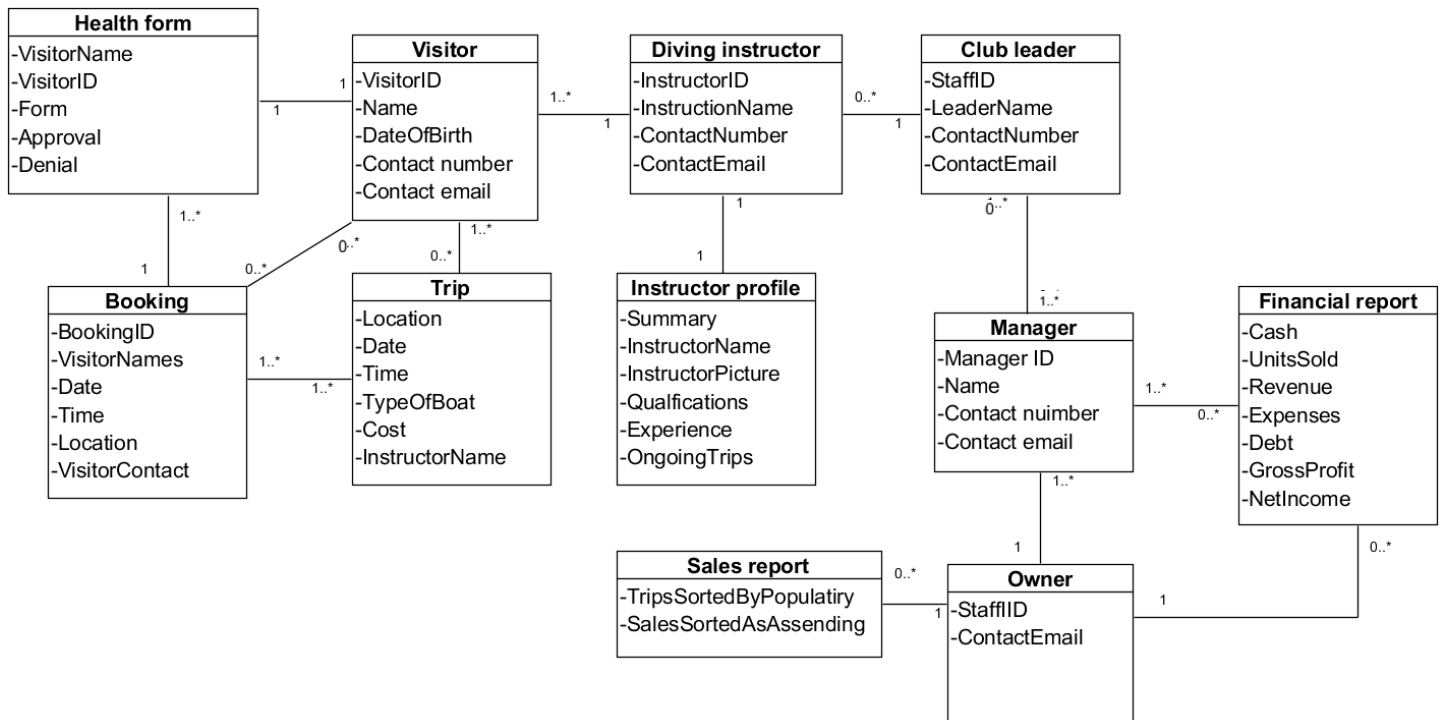 Health form
-VisitorName
-VisitorID
-Form
-Approval
-Denial
1
1
Visitor
-VisitorID
-Name
-DateOfBirth
-Contact number
-Contact email
1..*
1
Diving instructor
-InstructorID
-InstructionName
-ContactNumber
-ContactEmail
0..*
1
Club leader
-StaffID
-LeaderName
-ContactNumber
-ContactEmail
1..*
1
0..*
0..*
1..*
0..*
1
1
1..*
Booking
-BookingID
-VisitorNames
-Date
-Time
-Location
-VisitorContact
1..*
1..*
Trip
-Location
-Date
-Time
-TypeOfBoat
-Cost
-InstructorName
Instructor profile
-Summary
-InstructorName
-InstructorPicture
-Qualfications
-Experience
-OngoingTrips
Manager
-Manager ID
-Name
-Contact nuimber
-Contact email
1..*
0..*
Financial report
-Cash
-UnitsSold
-Revenue
-Expenses
-Debt
-GrossProfit
-NetIncome
1..*
1
0..*
1
Sales report
-TripsSortedByPopulatiry
-SalesSortedAsAssending
0..*
1
Owner
-StaffIID
-ContactEmail